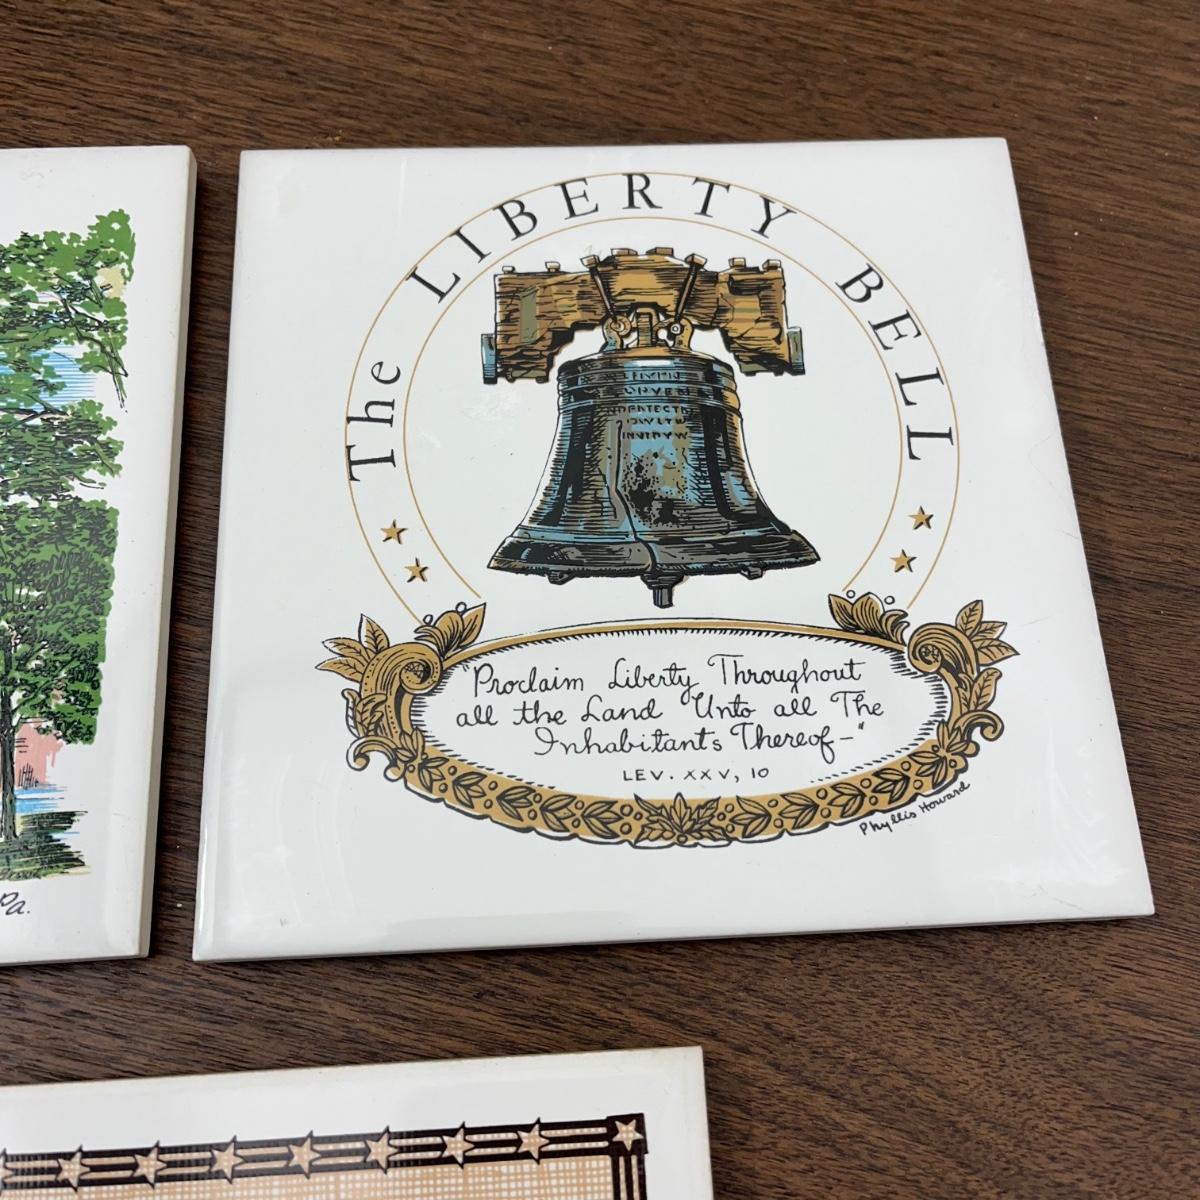 The LIBERTY BELL
"Proclaim Liberty Throughout
all the Land Unto all The
Inhabitants Thereof-"
LEV. XXV, 10
Phyllis Howard
Pa.